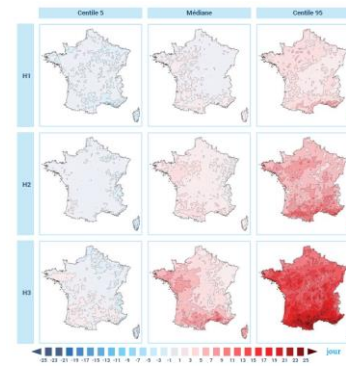 Centile 5 Médiane Centile 95
H1
H2
H3
-25 -23 -21 -19 -17 -15 -13 -11 -9 -7 -5 -3 -1 1 3 5 7 9 11 13 15 17 19 21 23 25 jour